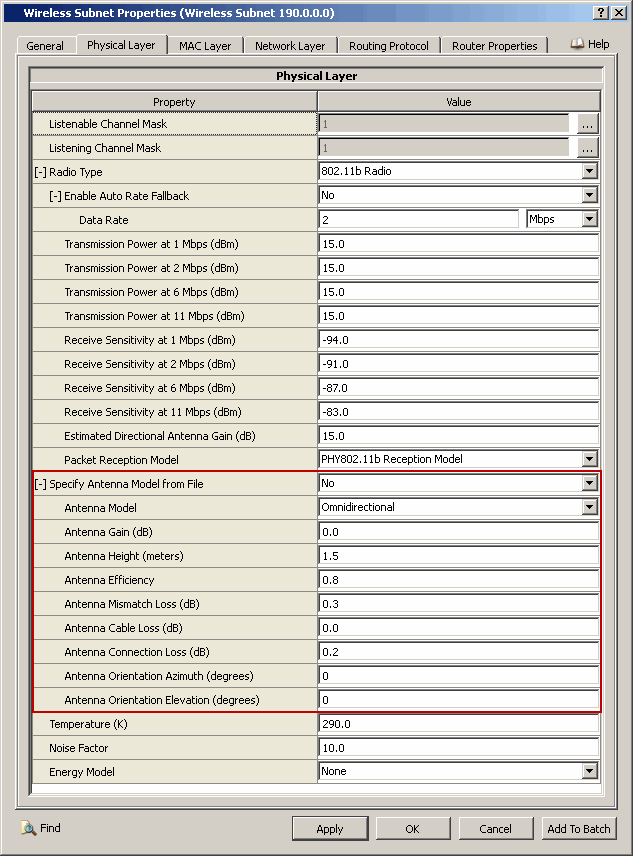 Wireless Subnet Properties (Wireless Subnet 190.0.0.0)
General Physical Layer MAC Layer Network Layer Routing Protocol Router Properties Help
Physical Layer
Property Value
Listenable Channel Mask 1 ...
Listening Channel Mask 1 ...
[-] Radio Type 802.11b Radio
[-] Enable Auto Rate Fallback No
Data Rate 2 Mbps
Transmission Power at 1 Mbps (dBm) 15.0
Transmission Power at 2 Mbps (dBm) 15.0
Transmission Power at 6 Mbps (dBm) 15.0
Transmission Power at 11 Mbps (dBm) 15.0
Receive Sensitivity at 1 Mbps (dBm) -94.0
Receive Sensitivity at 2 Mbps (dBm) -91.0
Receive Sensitivity at 6 Mbps (dBm) -87.0
Receive Sensitivity at 11 Mbps (dBm) -83.0
Estimated Directional Antenna Gain (dB) 15.0
Packet Reception Model PHY802.11b Reception Model
[-] Specify Antenna Model from File No
Antenna Model Omnidirectional
Antenna Gain (dB) 0.0
Antenna Height (meters) 1.5
Antenna Efficiency 0.8
Antenna Mismatch Loss (dB) 0.3
Antenna Cable Loss (dB) 0.0
Antenna Connection Loss (dB) 0.2
Antenna Orientation Azimuth (degrees) 0
Antenna Orientation Elevation (degrees) 0
Temperature (K) 290.0
Noise Factor 10.0
Energy Model None
Find Apply OK Cancel Add To Batch